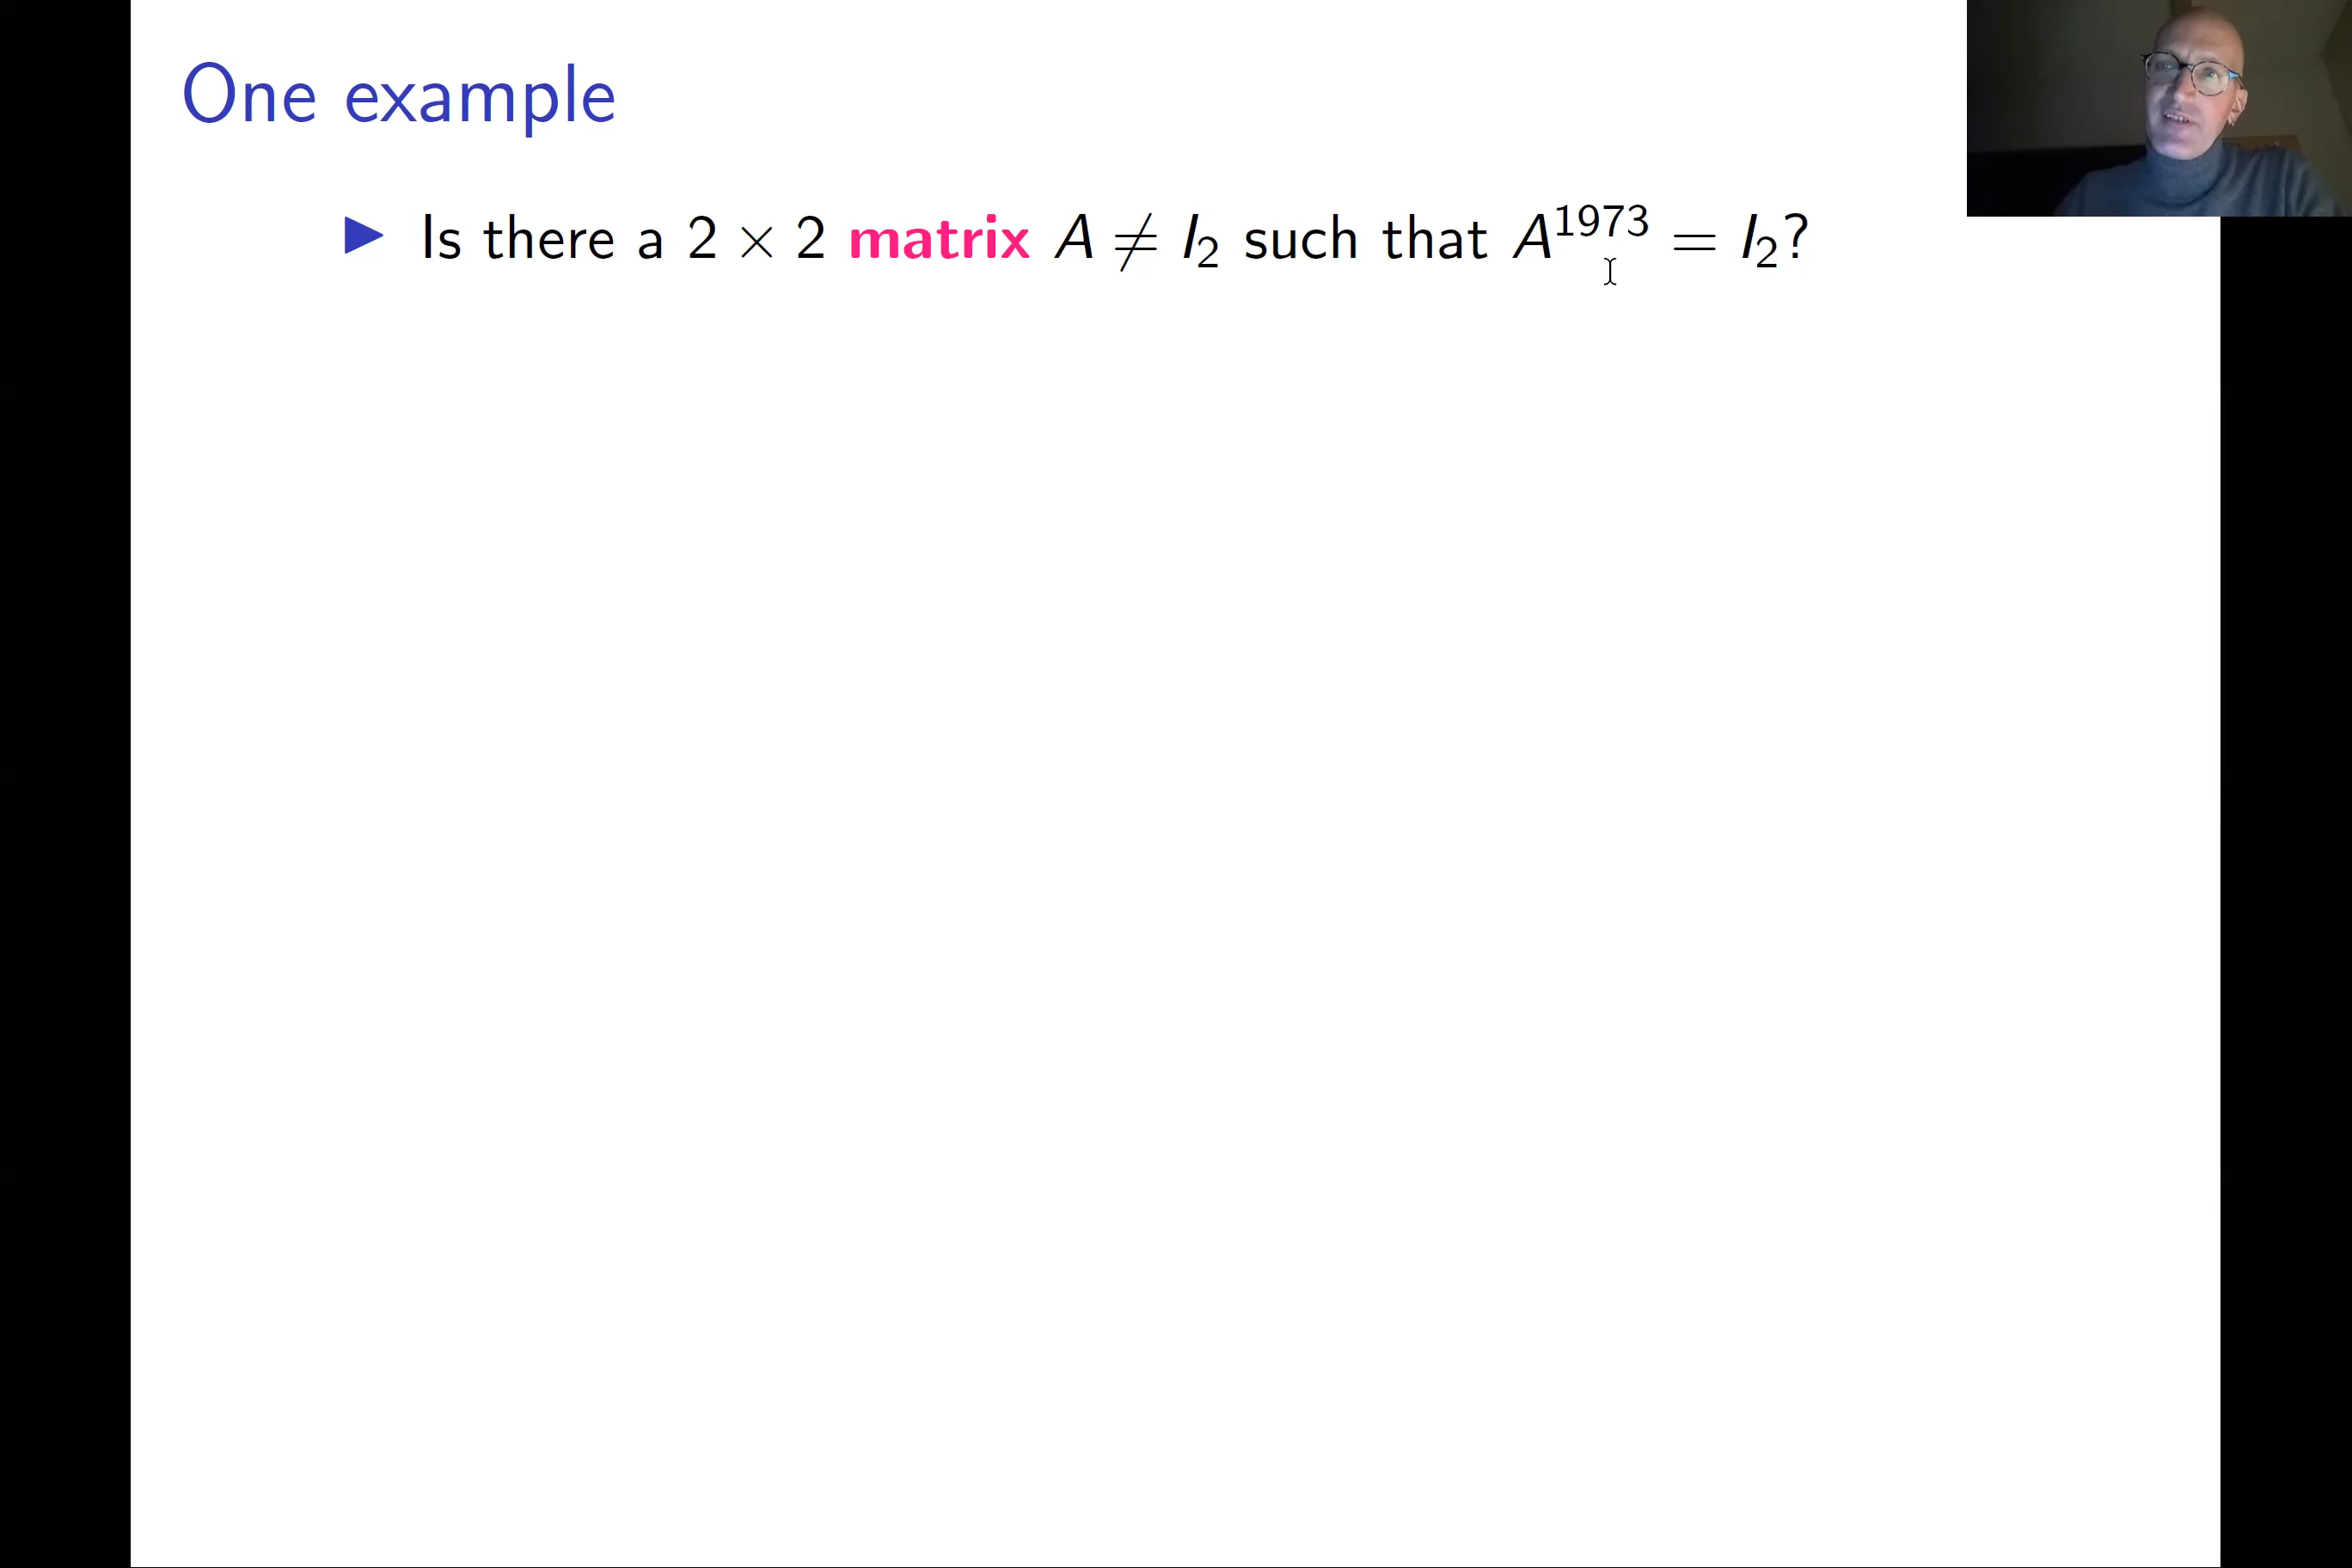 One example
▶ Is there a 2 × 2 matrix A ≠ I₂ such that A¹⁹⁷³ = I₂?